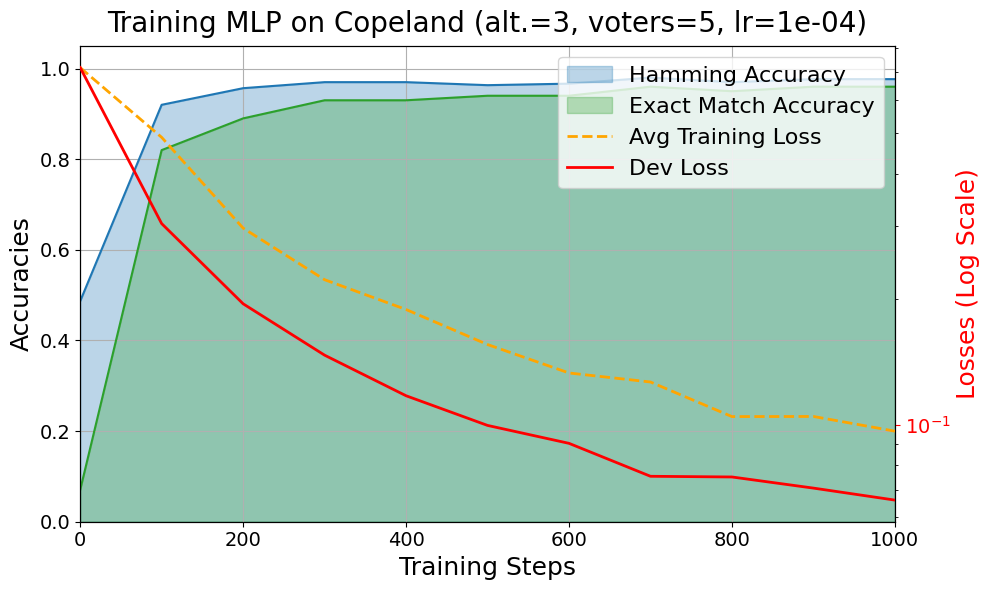 Training MLP on Copeland (alt.=3, voters=5, lr=1e-04)
Hamming Accuracy
Exact Match Accuracy
Avg Training Loss
Dev Loss
Accuracies
1.0
0.8
0.6
0.4
0.2
0.0
0
200
400
600
800
1000
Training Steps
10⁻¹
Losses (Log Scale)